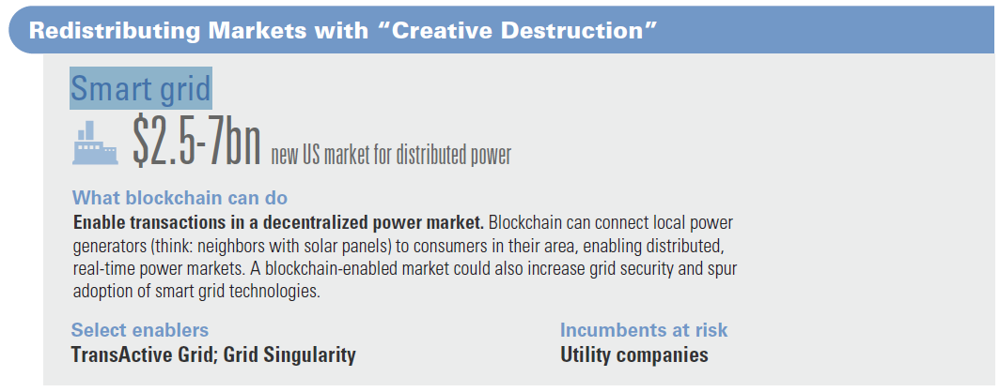 Redistributing Markets with “Creative Destruction”
Smart grid
$2.5-7bn new US market for distributed power
What blockchain can do
Enable transactions in a decentralized power market. Blockchain can connect local power
generators (think: neighbors with solar panels) to consumers in their area, enabling distributed,
real-time power markets. A blockchain-enabled market could also increase grid security and spur
adoption of smart grid technologies.
Select enablers
TransActive Grid; Grid Singularity
Incumbents at risk
Utility companies